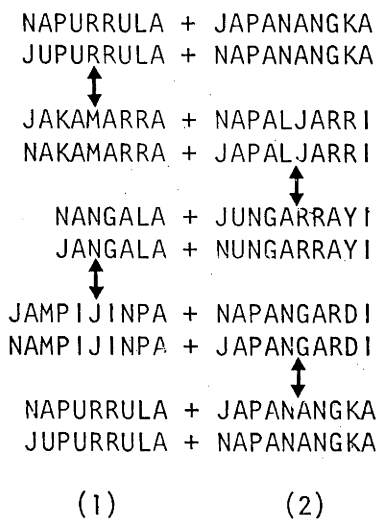 NAPURRULA + JAPANANGKA
JUPURRULA + NAPANANGKA
JAKAMARRA + NAPALJARRI
NAKAMARRA + JAPALJARRI
NANGALA + JUNGARRAYI
JANGALA + NUNGARRAYI
JAMPIJINPA + NAPANGARDI
NAMPIJINPA + JAPANGARDI
NAPURRULA + JAPANANGKA
JUPURRULA + NAPANANGKA
(1) (2)